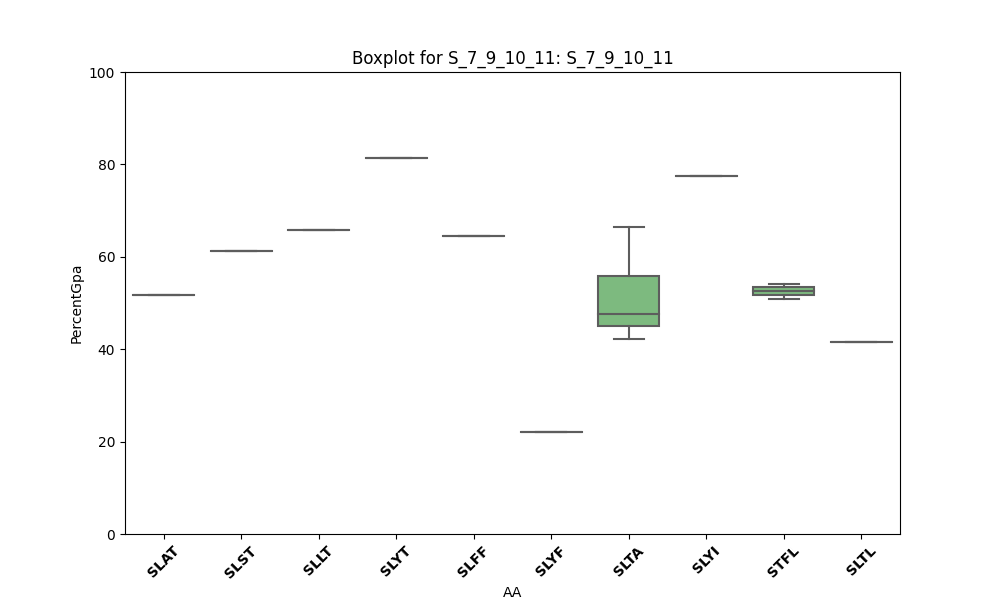 Boxplot for S_7_9_10_11: S_7_9_10_11
100
80
60
40
20
0
PercentGpa
SLAT SLST SLLT SLYT SLFF SLYF SLTA SLYI STFL SLTL
AA